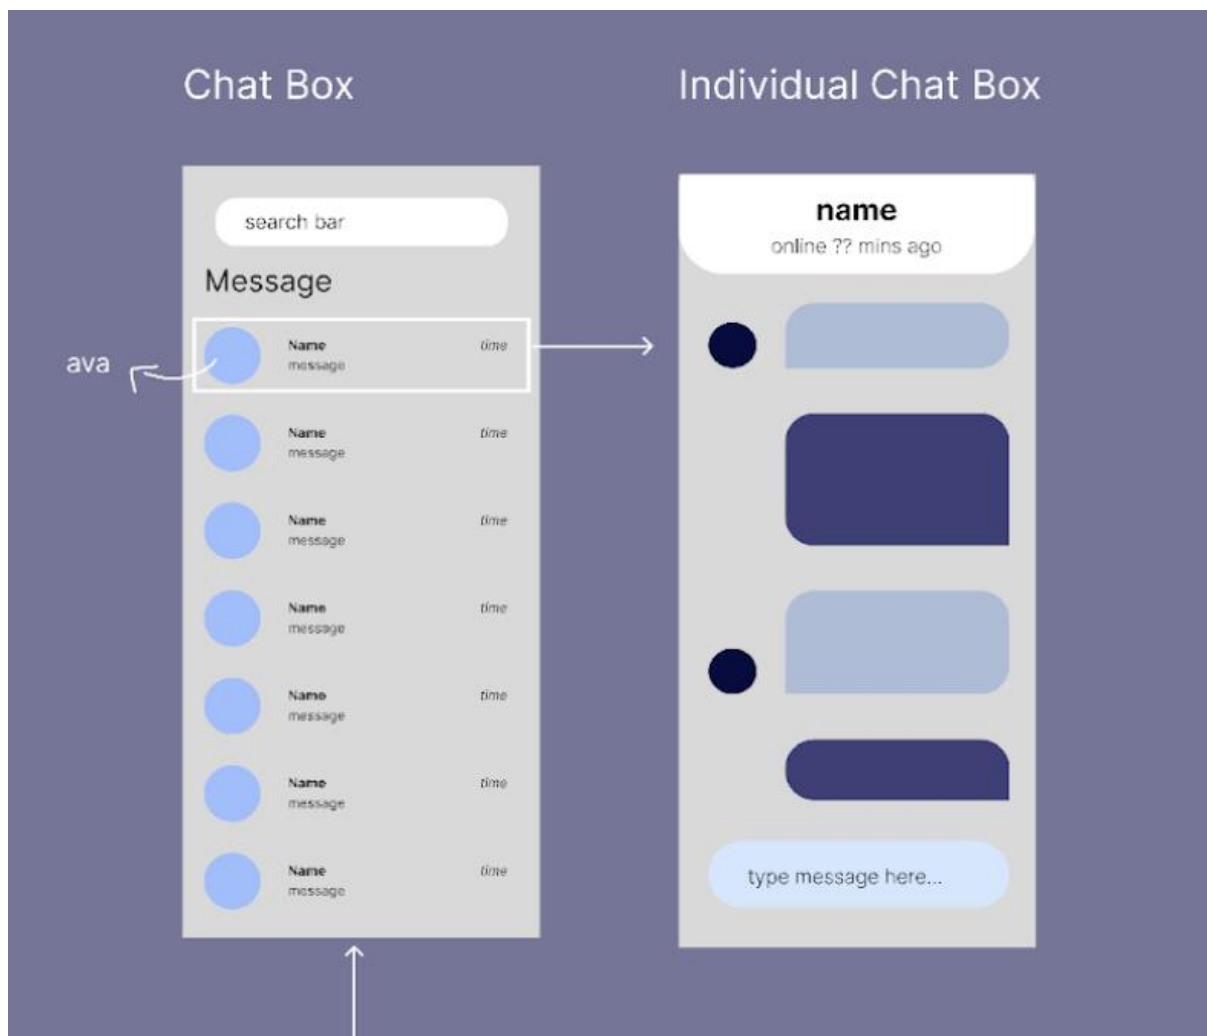 Chat Box
Individual Chat Box
search bar
Message
ava
Name
time
message
Name
time
message
Name
time
message
Name
time
message
Name
time
message
Name
time
message
Name
time
message
name
online ?? mins ago
type message here...